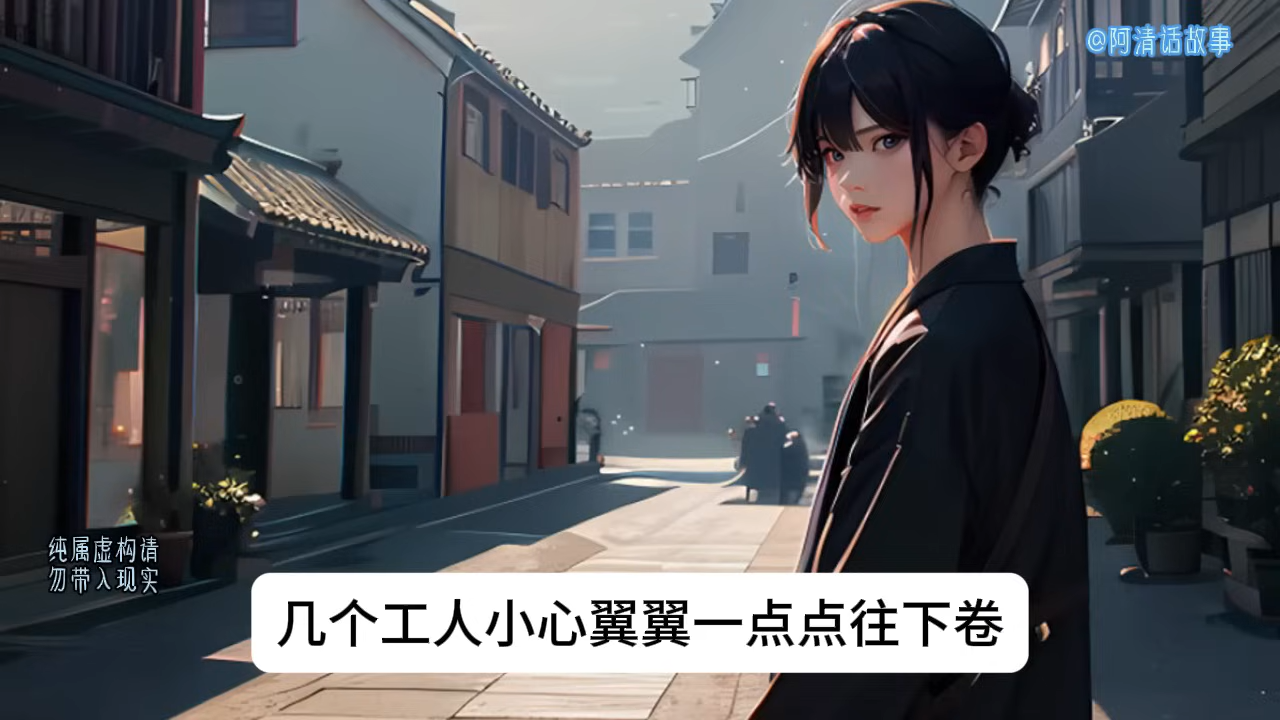 @阿清话故事
纯属虚构请
勿带入现实
几个工人小心翼翼一点点往下卷